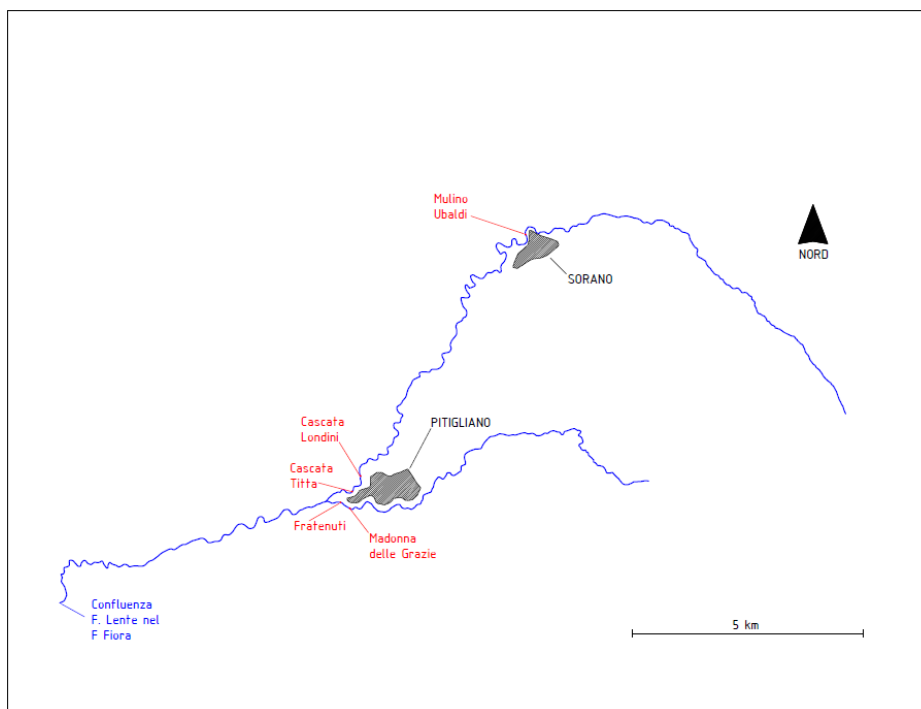 Mulino
Ubaldi
NORD
SORANO
Cascata
Londini
PITIGLIANO
Cascata
Titta
Fratenuti
Madonna
delle Grazie
Confluenza
F. Lente nel
F Fiora
5 km